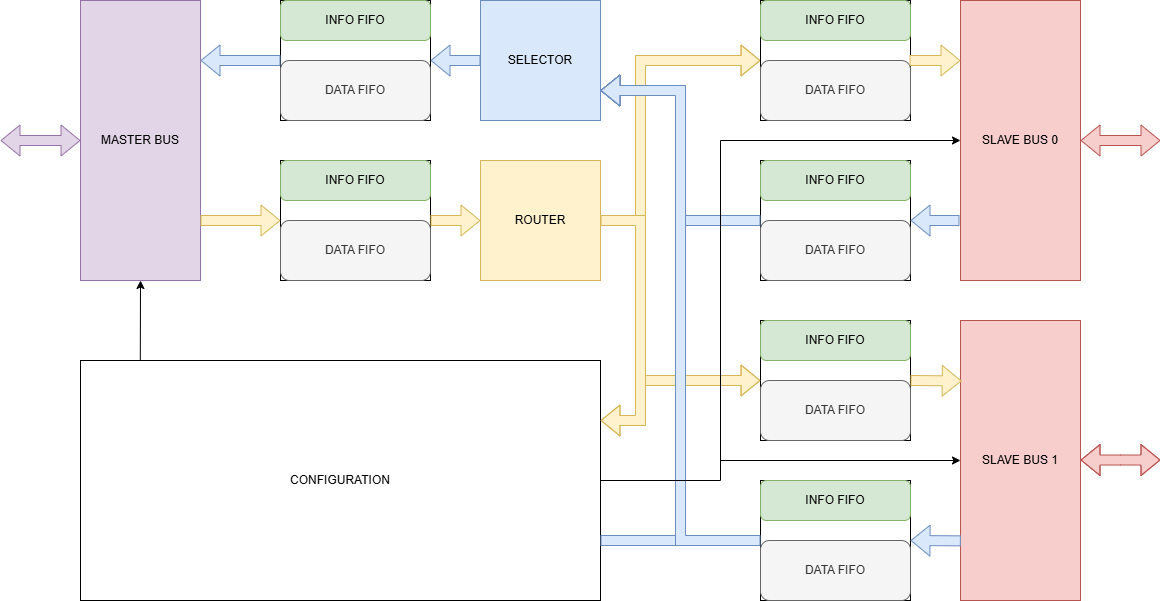 INFO FIFO
DATA FIFO
SELECTOR
INFO FIFO
DATA FIFO
MASTER BUS
SLAVE BUS 0
INFO FIFO
DATA FIFO
ROUTER
INFO FIFO
DATA FIFO
INFO FIFO
DATA FIFO
CONFIGURATION
SLAVE BUS 1
INFO FIFO
DATA FIFO